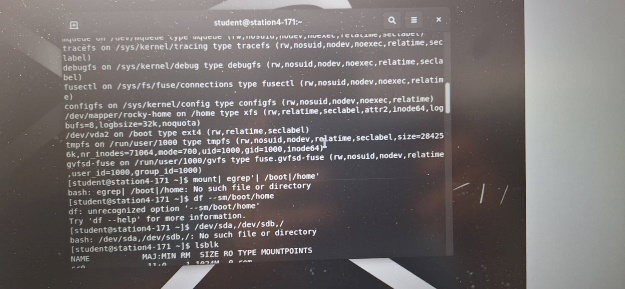 student@station4-171:~
mqueue on /dev/mqueue type mqueue (rw,nosuid,nodev,noexec,relatime,seclabel)
tracefs on /sys/kernel/tracing type tracefs (rw,nosuid,nodev,noexec,relatime,sec
label)
debugfs on /sys/kernel/debug type debugfs (rw,nosuid,nodev,noexec,relatime,secla
bel)
fusectl on /sys/fs/fuse/connections type fusectl (rw,nosuid,nodev,noexec,relatim
e)
configfs on /sys/kernel/config type configfs (rw,nosuid,nodev,noexec,relatime)
/dev/mapper/rocky-home on /home type xfs (rw,relatime,seclabel,attr2,inode64,log
bufs=8,logbsize=32k,noquota)
/dev/vda2 on /boot type ext4 (rw,relatime,seclabel)
tmpfs on /run/user/1000 type tmpfs (rw,nosuid,nodev,relatime,seclabel,size=28425
6k,nr_inodes=71064,mode=700,uid=1000,gid=1000,inode64)
gvfsd-fuse on /run/user/1000/gvfs type fuse.gvfsd-fuse (rw,nosuid,nodev,relatime
,user_id=1000,group_id=1000)
[student@station4-171 ~]$ mount| egrep'| /boot|/home'
bash: egrep| /boot|/home: No such file or directory
[student@station4-171 ~]$ df --sm/boot/home
df: unrecognized option '--sm/boot/home'
Try 'df --help' for more information.
[student@station4-171 ~]$ /dev/sda,/dev/sdb,/
bash: /dev/sda,/dev/sdb,/: No such file or directory
[student@station4-171 ~]$ lsblk
NAME MAJ:MIN RM SIZE RO TYPE MOUNTPOINTS
sr0 11:0 1 1024M 0 rom